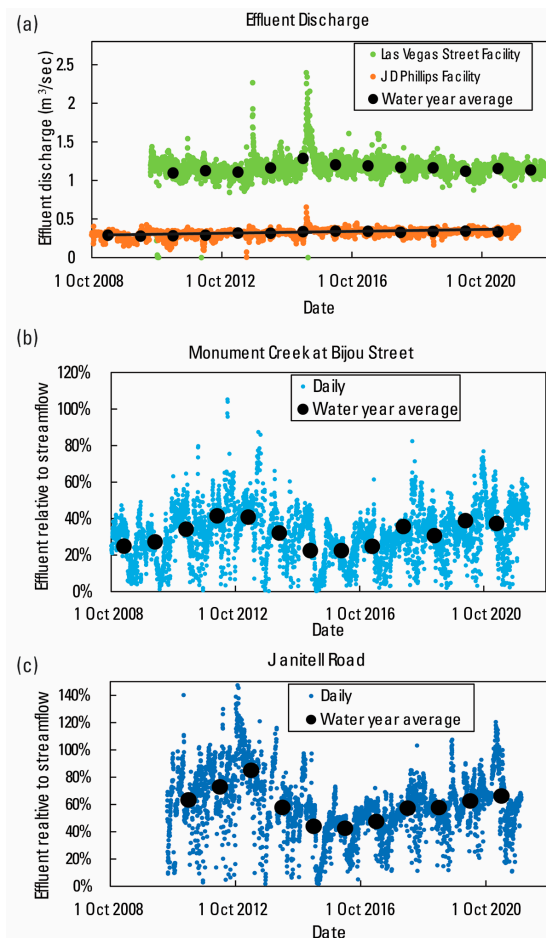 (a)
Effluent Discharge
Las Vegas Street Facility
JD Phillips Facility
Water year average
Effluent discharge (m³/sec)
2.5
2
1.5
1
0.5
0
1 Oct 2008
1 Oct 2012
1 Oct 2016
1 Oct 2020
Date
(b)
Monument Creek at Bijou Street
Daily
Water year average
Effluent relative to streamflow
120%
100%
80%
60%
40%
20%
0%
1 Oct 2008
1 Oct 2012
1 Oct 2016
1 Oct 2020
Date
(c)
Janitell Road
Daily
Water year average
Effluent realtive to streamflow
140%
120%
100%
80%
60%
40%
20%
0%
1 Oct 2008
1 Oct 2012
1 Oct 2016
1 Oct 2020
Date